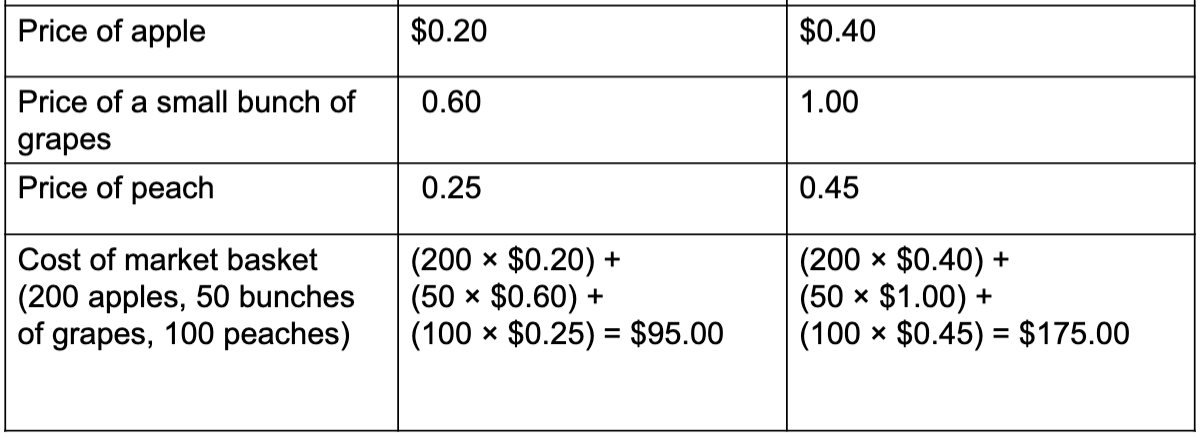 Price of apple $0.20 $0.40
Price of a small bunch of 0.60 1.00
grapes
Price of peach 0.25 0.45
Cost of market basket (200 × $0.20) + (200 × $0.40) +
(200 apples, 50 bunches (50 × $0.60) + (50 × $1.00) +
of grapes, 100 peaches) (100 × $0.25) = $95.00 (100 × $0.45) = $175.00